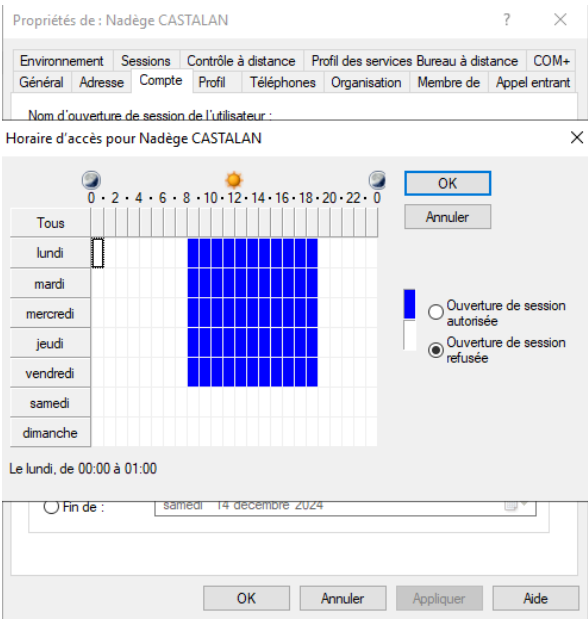 Propriétés de : Nadège CASTALAN ? ×
Environnement Sessions Contrôle à distance Profil des services Bureau à distance COM+
Général Adresse Compte Profil Téléphones Organisation Membre de Appel entrant
Nom d'ouverture de session de l'utilisateur :
Horaire d'accès pour Nadège CASTALAN ×
0 · 2 · 4 · 6 · 8 · 10 · 12 · 14 · 16 · 18 · 20 · 22 · 0
OK
Annuler
Tous
lundi
mardi
mercredi
jeudi
vendredi
samedi
dimanche
Ouverture de session
autorisée
Ouverture de session
refusée
Le lundi, de 00:00 à 01:00
Fin de : samedi 14 décembre 2024
OK Annuler Appliquer Aide